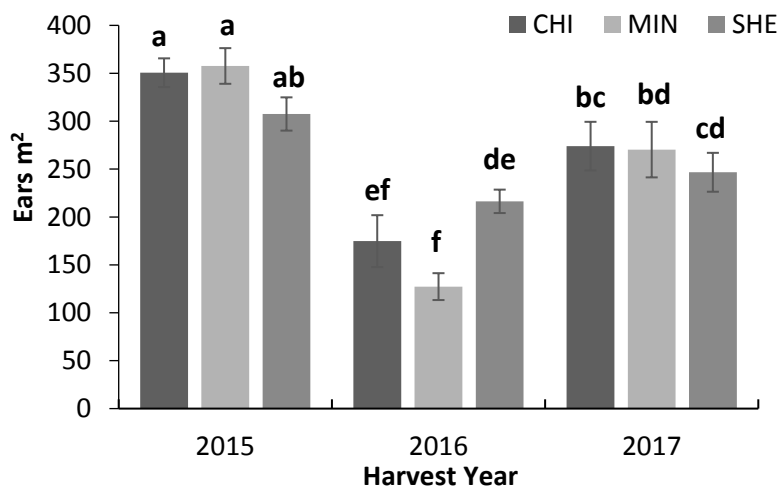 CHI MIN SHE
Ears m²
400
350
300
250
200
150
100
50
0
a
a
ab
ef
f
de
bc
bd
cd
2015 2016 2017
Harvest Year